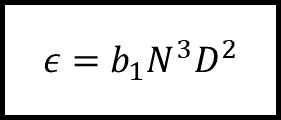 ϵ = b₁N³D²